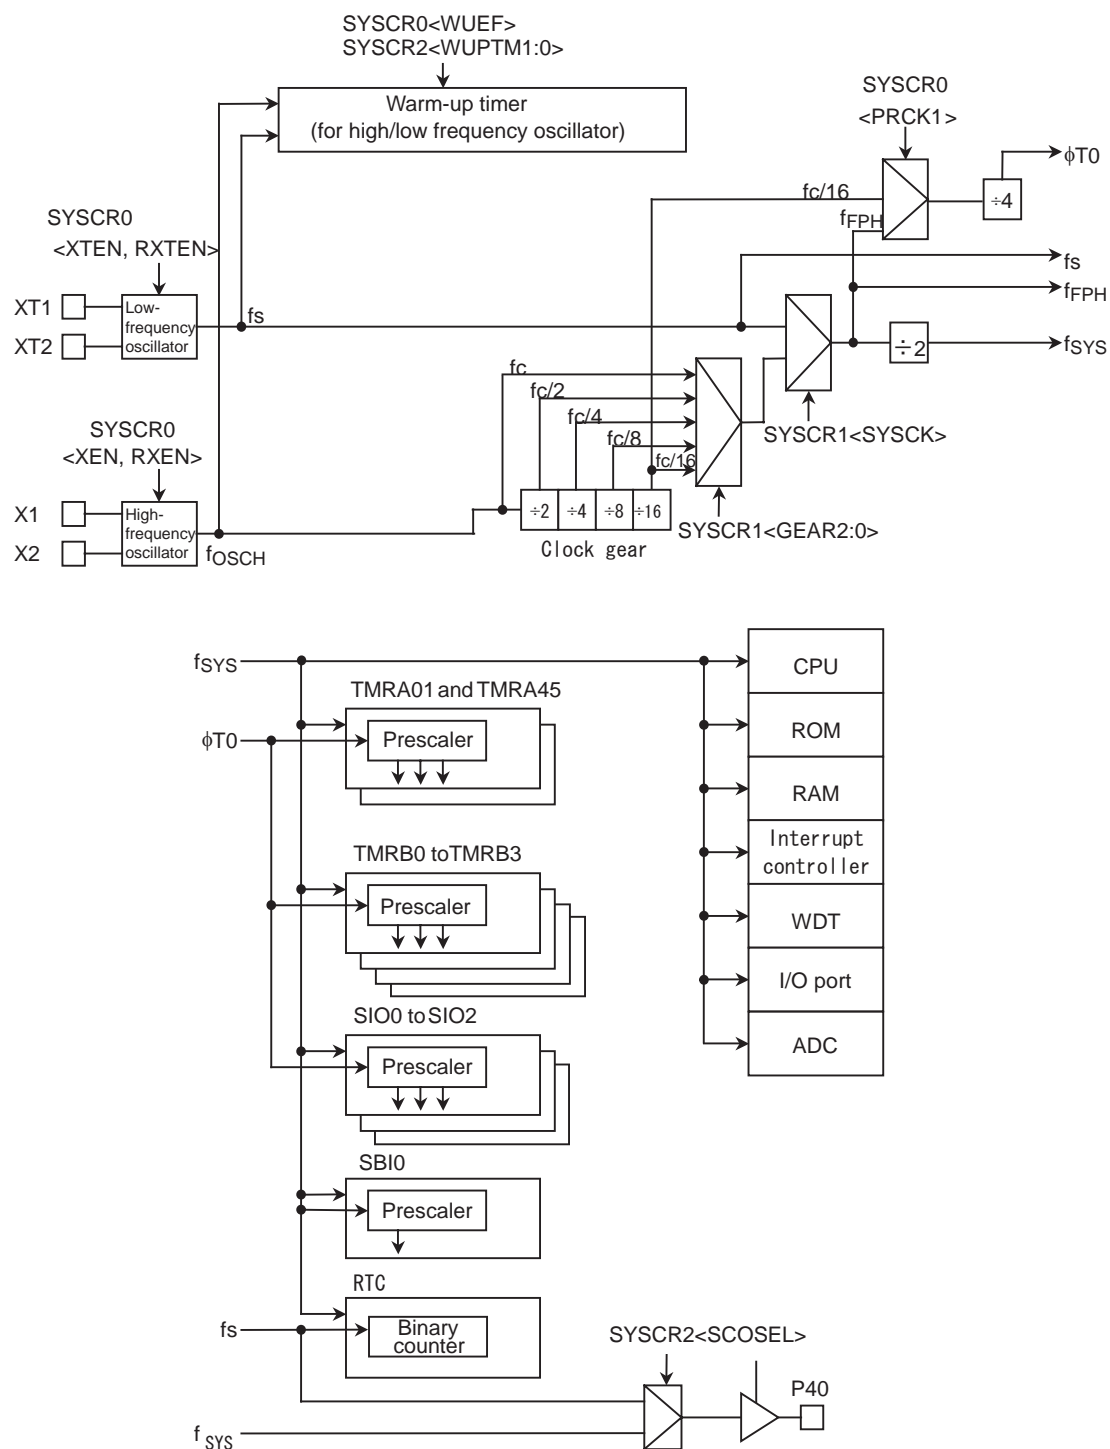 SYSCR0<WUEF>
SYSCR2<WUPTM1:0>
Warm-up timer
(for high/low frequency oscillator)
SYSCR0
<PRCK1>
ϕT0
fc/16
÷4
fFPH
SYSCR0
<XTEN, RXTEN>
fs
fFPH
XT1
Low-
frequency
oscillator
fs
XT2
÷2
fSYS
fc
fc/2
fc/4
fc/8
fc/16
SYSCR1<SYSCK>
SYSCR0
<XEN, RXEN>
X1
High-
frequency
oscillator
X2
fOSCH
÷2
÷4
÷8
÷16
Clock gear
SYSCR1<GEAR2:0>
fSYS
CPU
TMRA01 and TMRA45
ϕT0
Prescaler
ROM
RAM
TMRB0 toTMRB3
Interrupt
controller
Prescaler
WDT
I/O port
SIO0 to SIO2
ADC
Prescaler
SBI0
Prescaler
RTC
fs
Binary
counter
SYSCR2<SCOSEL>
P40
fSYS